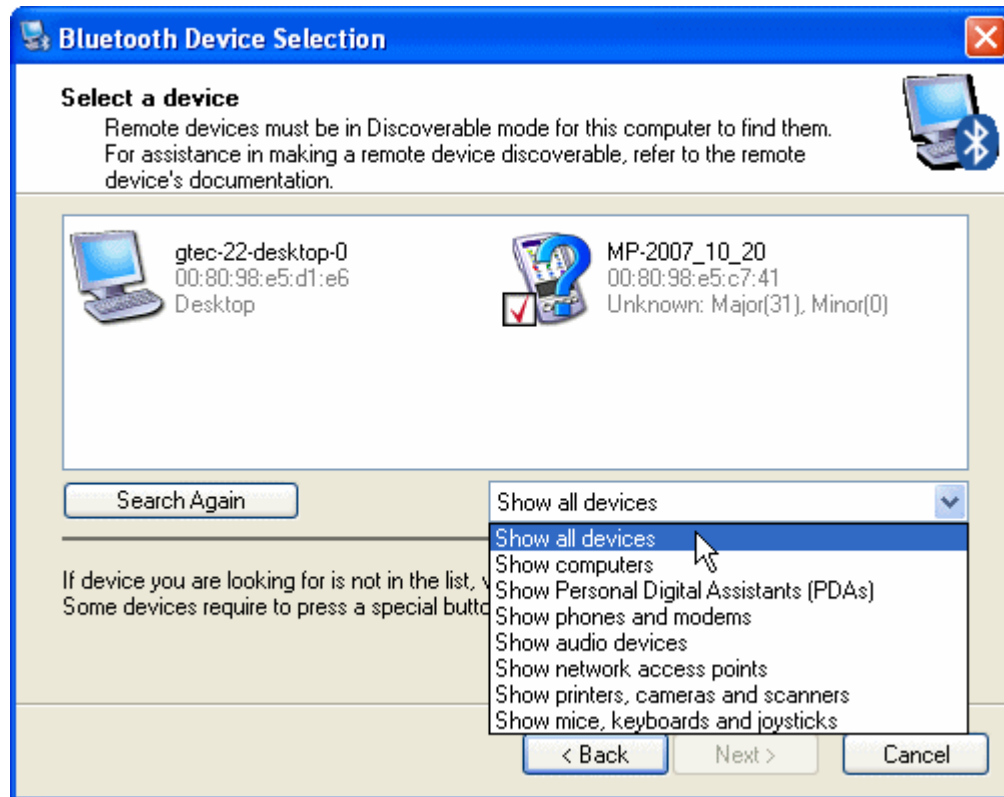 Bluetooth Device Selection
Select a device
Remote devices must be in Discoverable mode for this computer to find them.
For assistance in making a remote device discoverable, refer to the remote
device's documentation.
gtec-22-desktop-0
00:80:98:e5:d1:e6
Desktop
MP-2007_10_20
00:80:98:e5:c7:41
Unknown: Major(31), Minor(0)
Search Again
Show all devices
Show all devices
Show computers
Show Personal Digital Assistants (PDAs)
Show phones and modems
Show audio devices
Show network access points
Show printers, cameras and scanners
Show mice, keyboards and joysticks
If device you are looking for is not in the list,
Some devices require to press a special
< Back
Next >
Cancel